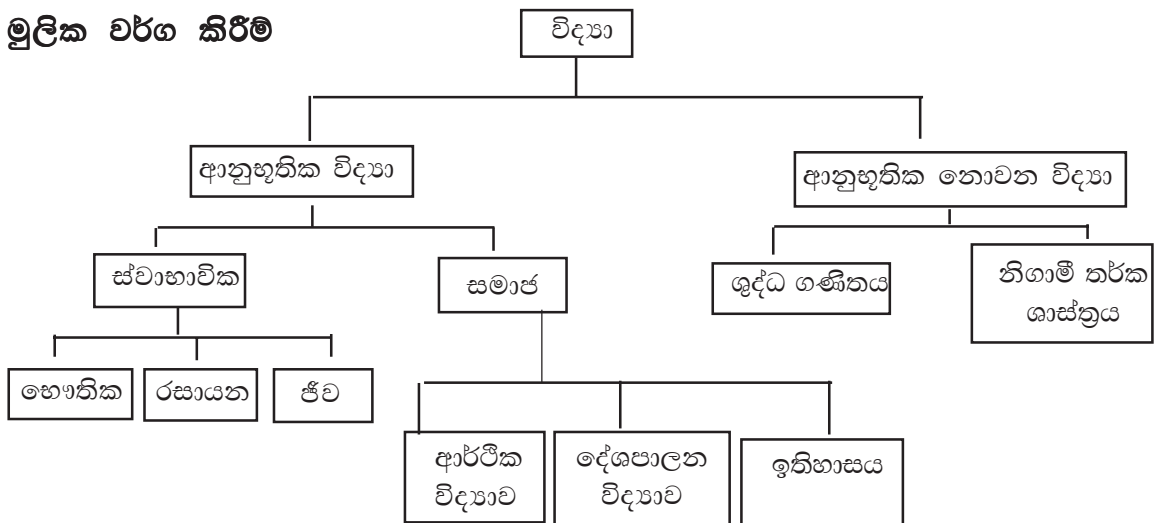 මුලික වර්ග කිරීම්
විද්‍යා
ආනුභූතික විද්‍යා
ආනුභූතික නොවන විද්‍යා
ස්වාභාවික
සමාජ
ශුද්ධ ගණිතය
නිගාමී තර්ක
ශාස්ත්‍රය
භෞතික
රසායන
ජීව
ආර්ථික
විද්‍යාව
දේශපාලන
විද්‍යාව
ඉතිහාසය